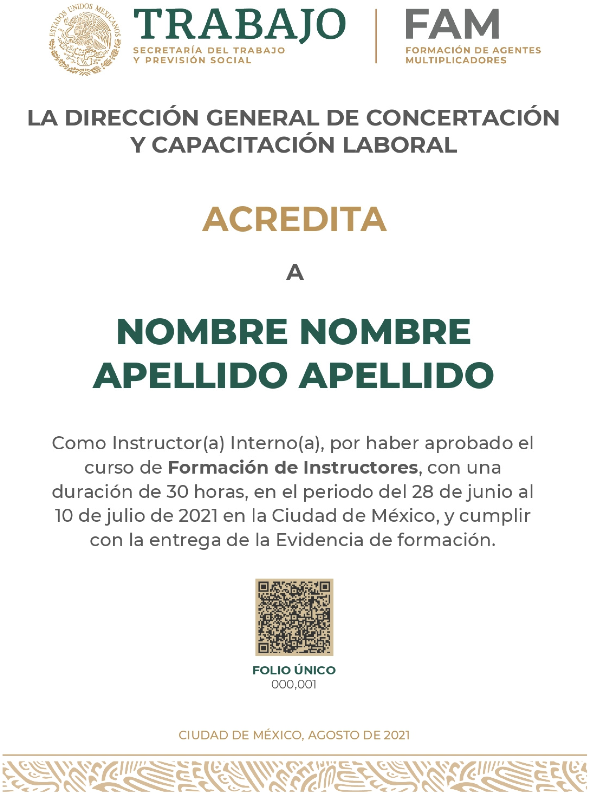 ESTADOS UNIDOS MEXICANOS
TRABAJO
SECRETARÍA DEL TRABAJO
Y PREVISIÓN SOCIAL
FAM
FORMACIÓN DE AGENTES
MULTIPLICADORES
LA DIRECCIÓN GENERAL DE CONCERTACIÓN
Y CAPACITACIÓN LABORAL
ACREDITA
A
NOMBRE NOMBRE
APELLIDO APELLIDO
Como Instructor(a) Interno(a), por haber aprobado el
curso de Formación de Instructores, con una
duración de 30 horas, en el periodo del 28 de junio al
10 de julio de 2021 en la Ciudad de México, y cumplir
con la entrega de la Evidencia de formación.
FOLIO ÚNICO
000,001
CIUDAD DE MÉXICO, AGOSTO DE 2021